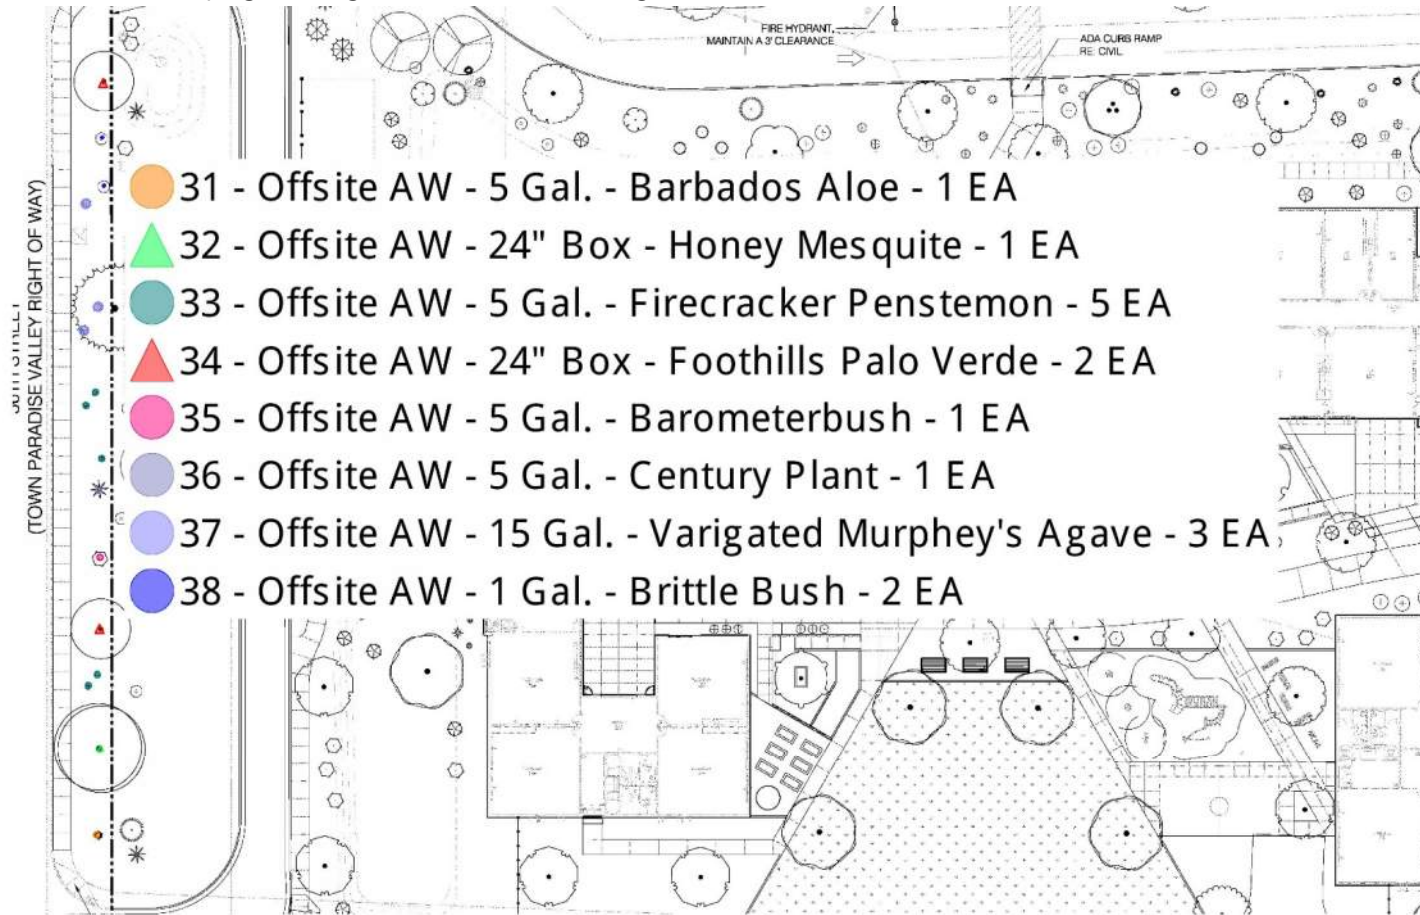 FIRE HYDRANT,
MAINTAIN A 3' CLEARANCE
ADA CURB RAMP
RE: CIVIL
(TOWN PARADISE VALLEY RIGHT OF WAY)
31 - Offsite AW - 5 Gal. - Barbados Aloe - 1 EA
32 - Offsite AW - 24" Box - Honey Mesquite - 1 EA
33 - Offsite AW - 5 Gal. - Firecracker Penstemon - 5 EA
34 - Offsite AW - 24" Box - Foothills Palo Verde - 2 EA
35 - Offsite AW - 5 Gal. - Barometerbush - 1 EA
36 - Offsite AW - 5 Gal. - Century Plant - 1 EA
37 - Offsite AW - 15 Gal. - Varigated Murphey's Agave - 3 EA
38 - Offsite AW - 1 Gal. - Brittle Bush - 2 EA